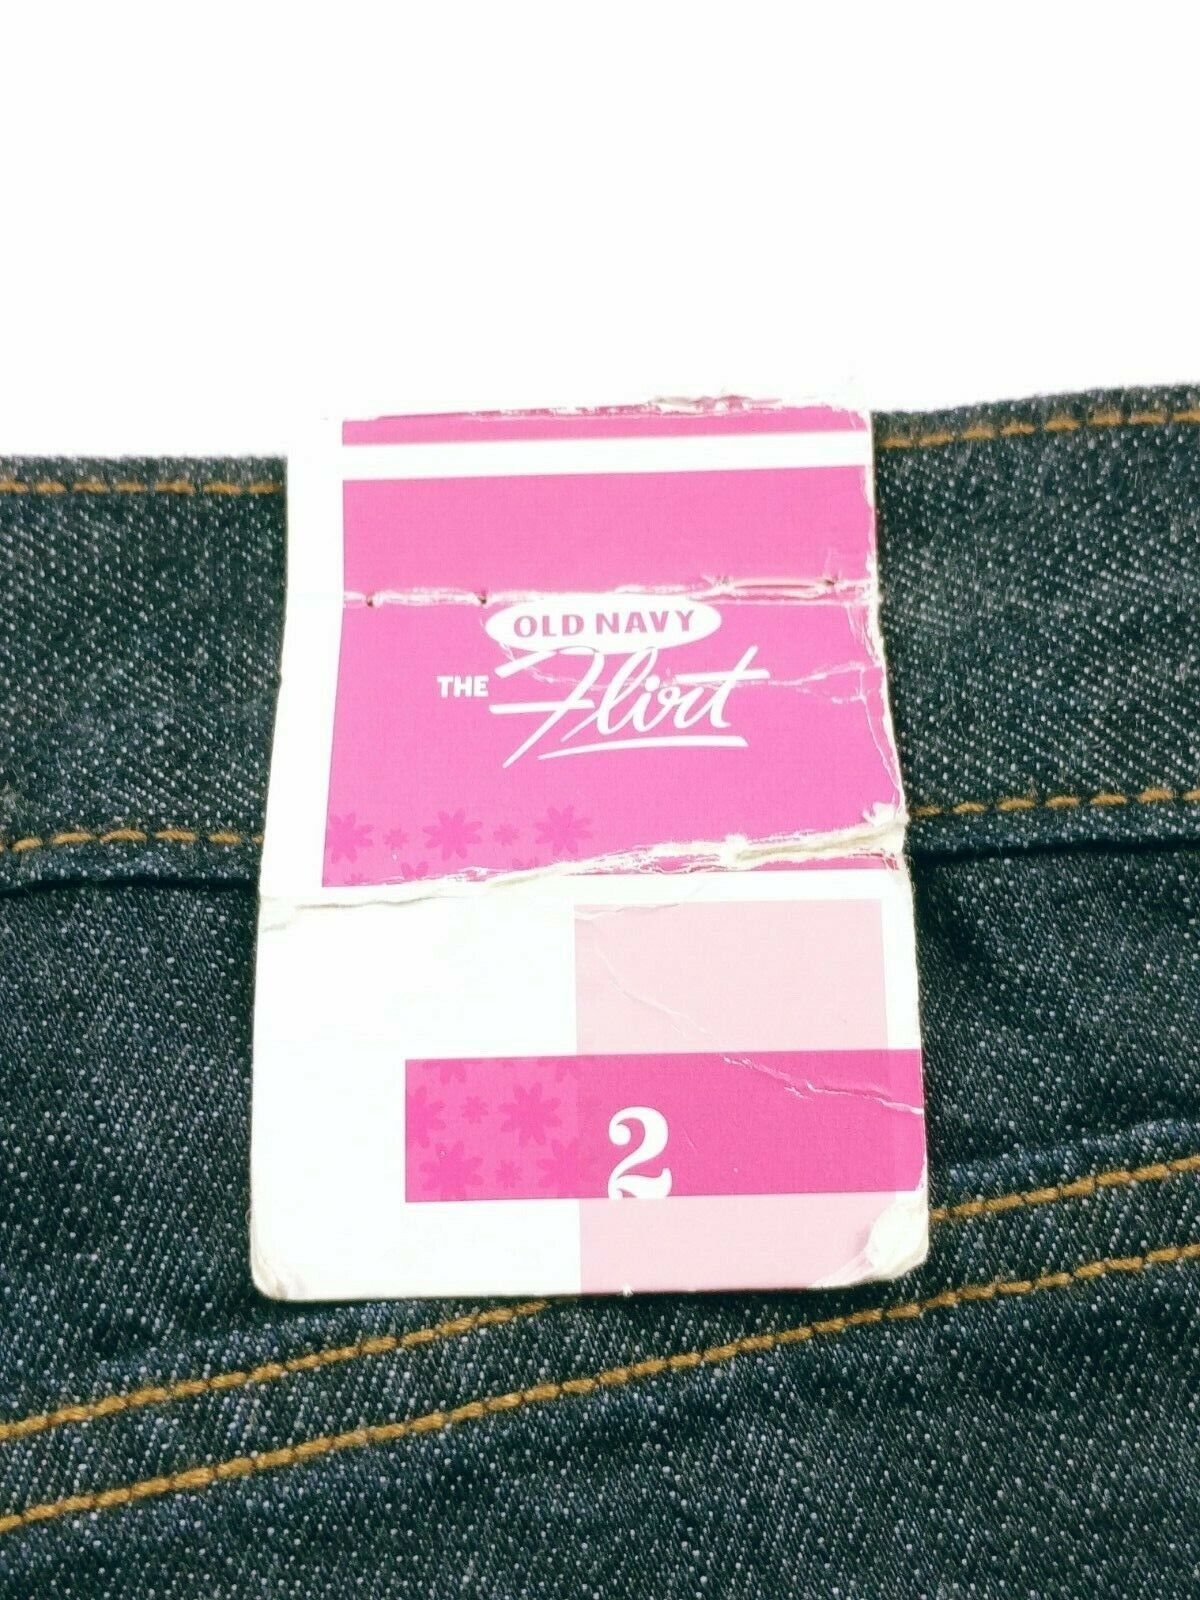 OLD NAVY
THE Flirt
2